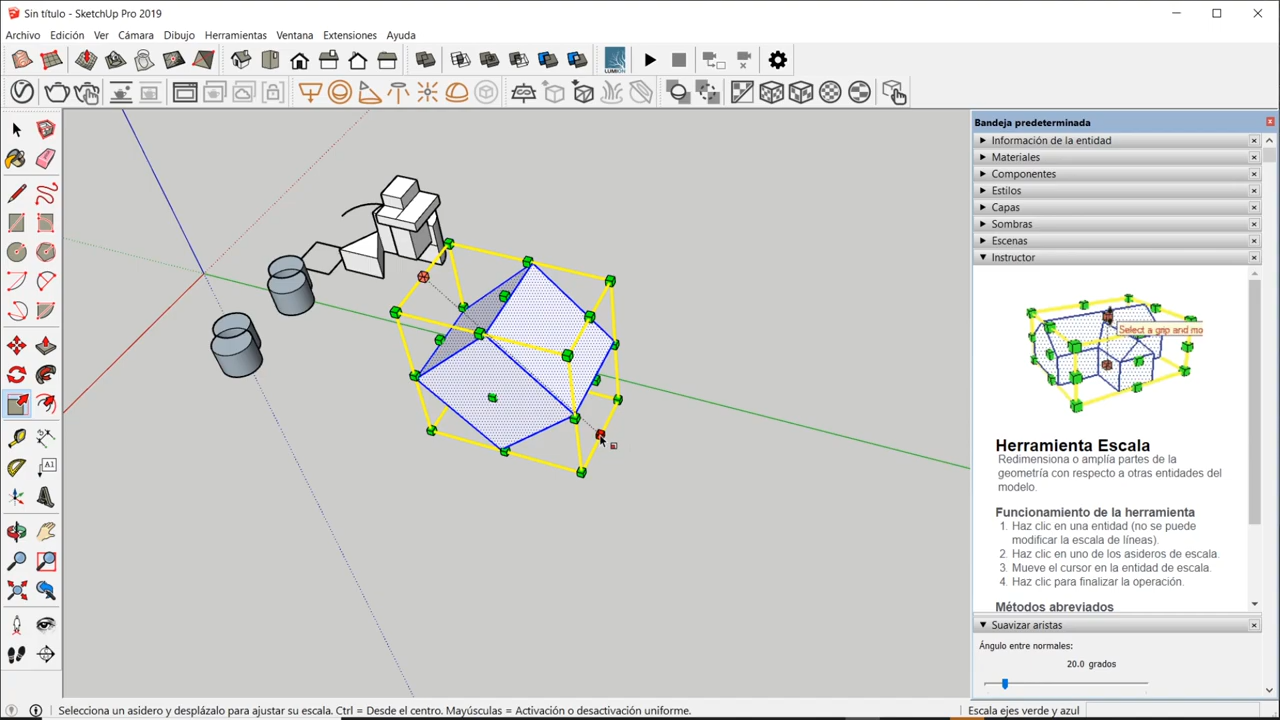 Sin título - SketchUp Pro 2019
Archivo Edición Ver Cámara Dibujo Herramientas Ventana Extensiones Ayuda
LUMION
Bandeja predeterminada
Información de la entidad
Materiales
Componentes
Estilos
Capas
Sombras
Escenas
Instructor
Select a grip and mo
Herramienta Escala
Redimensiona o amplía partes de la
geometría con respecto a otras entidades del
modelo.
Funcionamiento de la herramienta
1. Haz clic en una entidad (no se puede
modificar la escala de líneas).
2. Haz clic en uno de los asideros de escala.
3. Mueve el cursor en la entidad de escala.
4. Haz clic para finalizar la operación.
Métodos abreviados
Suavizar aristas
Ángulo entre normales:
20.0 grados
A1
Selecciona un asidero y desplázalo para ajustar su escala. Ctrl = Desde el centro. Mayúsculas = Activación o desactivación uniforme.
Escala ejes verde y azul